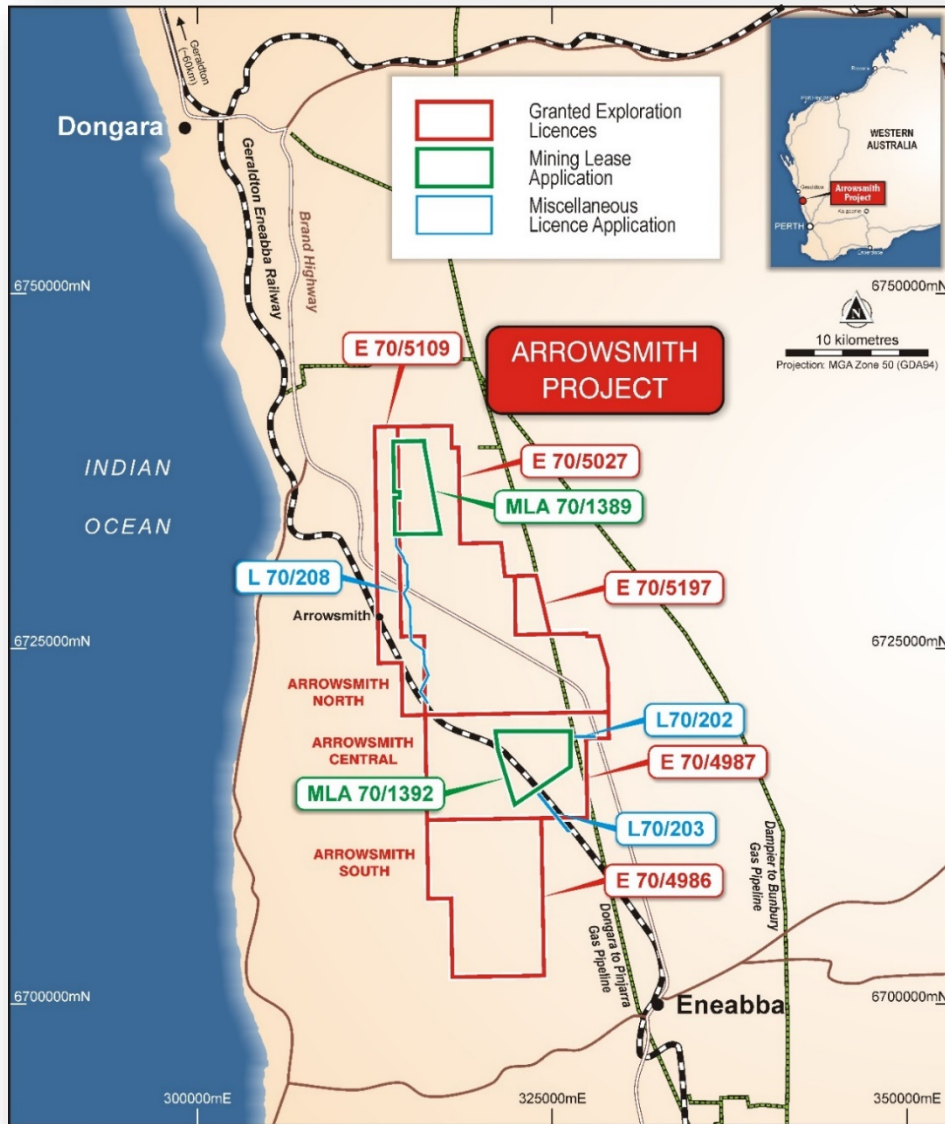 Geraldton
(~60km)
Dongara
Geraldton Eneabba Railway
Brand Highway
Granted Exploration
Licences
Mining Lease
Application
Miscellaneous
Licence Application
WESTERN
AUSTRALIA
Geraldton
Arrowsmith
Project
Kalgoorlie
PERTH
6750000mN
6750000mN
N
10 kilometres
Projection: MGA Zone 50 (GDA94)
E 70/5109
ARROWSMITH
PROJECT
INDIAN
OCEAN
E 70/5027
MLA 70/1389
L 70/208
E 70/5197
Arrowsmith
6725000mN
6725000mN
ARROWSMITH
NORTH
L70/202
ARROWSMITH
CENTRAL
E 70/4987
MLA 70/1392
L70/203
ARROWSMITH
SOUTH
E 70/4986
Dongara to Pinjarra
Gas Pipeline
Dampier to Bunbury
Gas Pipeline
6700000mN
6700000mN
Eneabba
300000mE
325000mE
350000mE